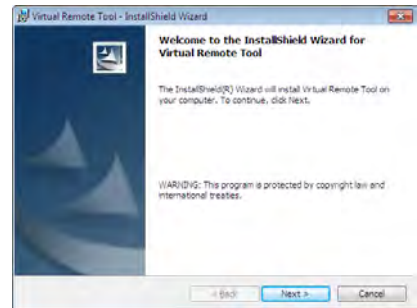 Virtual Remote Tool - InstallShield Wizard
Welcome to the InstallShield Wizard for
Virtual Remote Tool
The InstallShield(R) Wizard will install Virtual Remote Tool on
your computer. To continue, click Next.
WARNING: This program is protected by copyright law and
international treaties.
< Back
Next >
Cancel